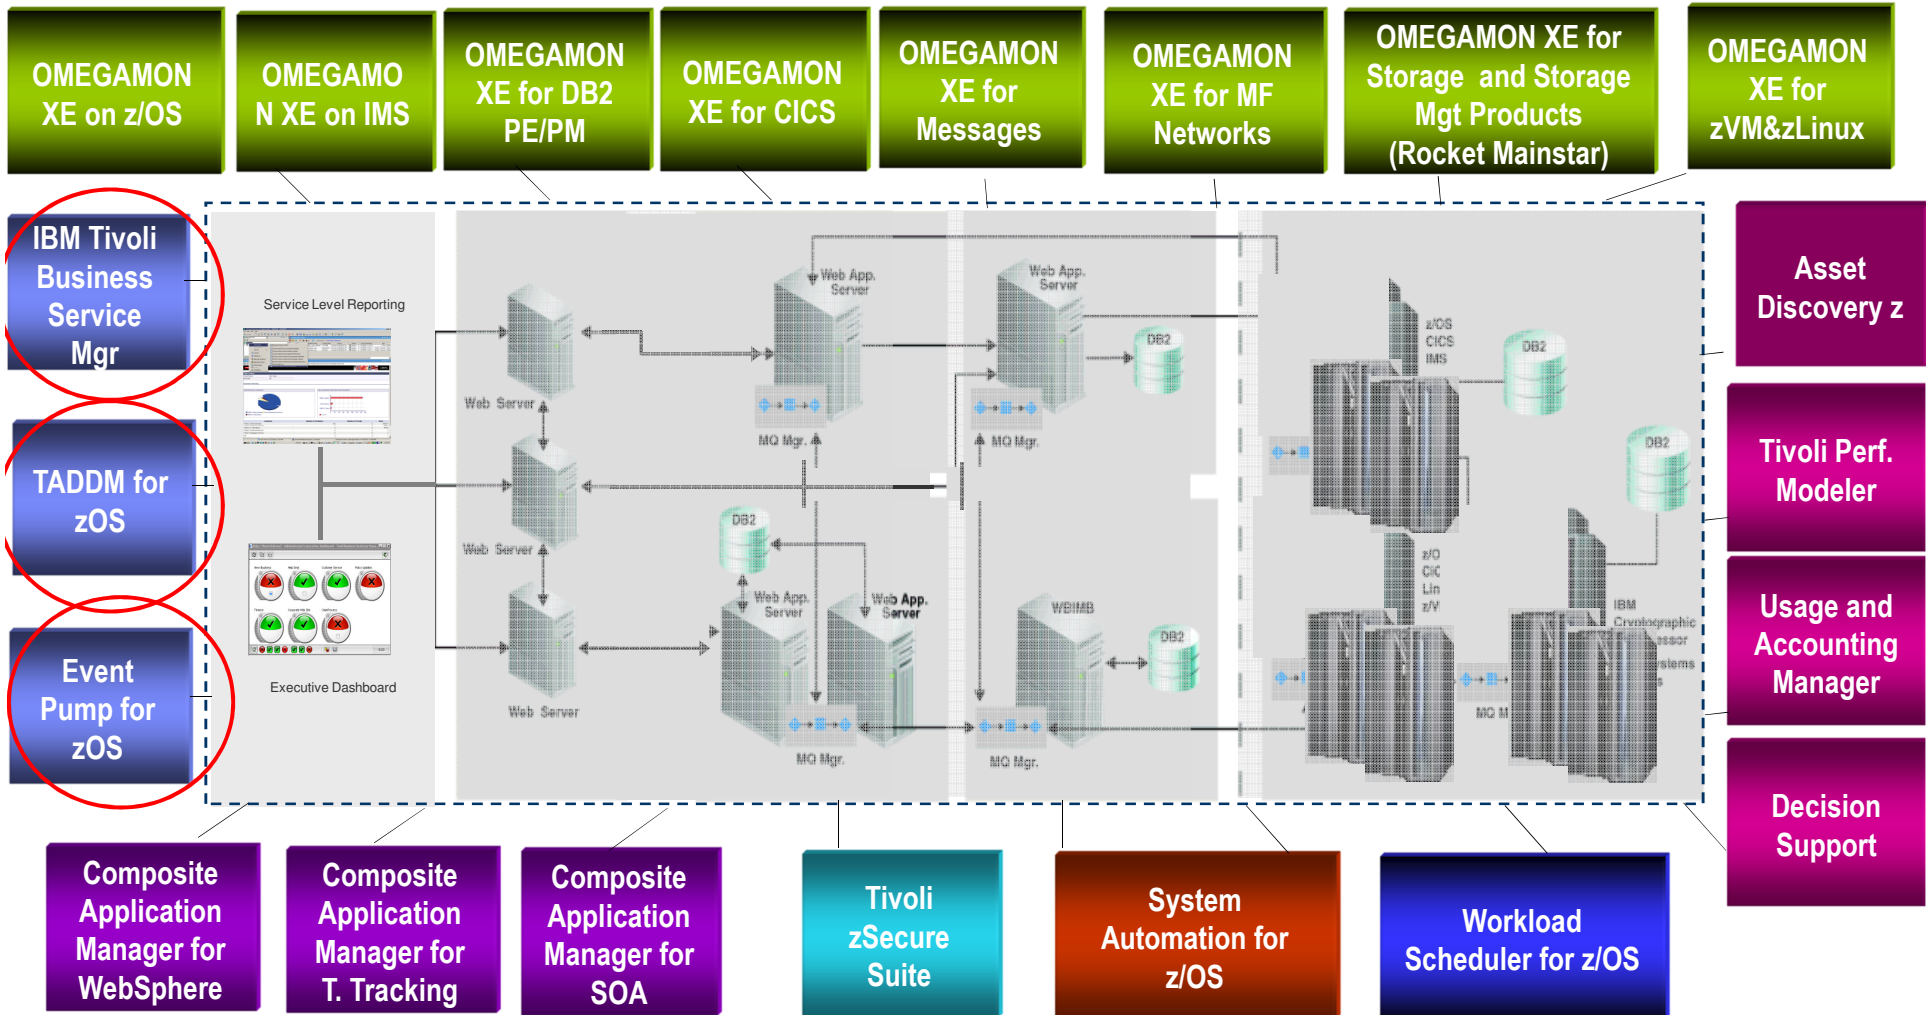 OMEGAMON
XE on z/OS
OMEGAMO
N XE on IMS
OMEGAMON
XE for DB2
PE/PM
OMEGAMON
XE for CICS
OMEGAMON
XE for
Messages
OMEGAMON
XE for MF
Networks
OMEGAMON XE for
Storage and Storage
Mgt Products
(Rocket Mainstar)
OMEGAMON
XE for
zVM&zLinux
IBM Tivoli
Business
Service
Mgr
TADDM for
zOS
Event
Pump for
zOS
Service Level Reporting
Executive Dashboard
Web Server
Web Server
Web Server
Web App.
Server
MQ Mgr.
Web App.
Server
DB2
MQ Mgr.
DB2
Web App.
Server
Web App.
Server
MQ Mgr.
WBIMB
DB2
MQ Mgr.
z/OS
CICS
IMS
DB2
DB2
z/O
CIC
Lin
z/V
IBM
Cryptographic
essor
stems
s
MQ M
Asset
Discovery z
Tivoli Perf.
Modeler
Usage and
Accounting
Manager
Decision
Support
Composite
Application
Manager for
WebSphere
Composite
Application
Manager for
T. Tracking
Composite
Application
Manager for
SOA
Tivoli
zSecure
Suite
System
Automation for
z/OS
Workload
Scheduler for z/OS